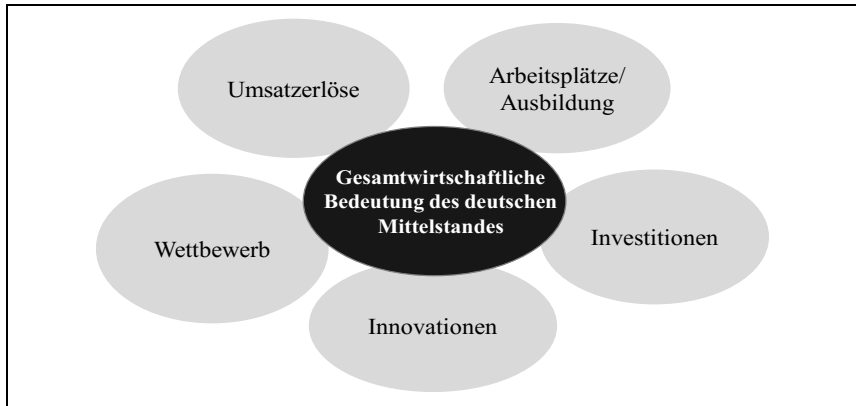 Umsatzerlöse
Arbeitsplätze/
Ausbildung
Gesamtwirtschaftliche
Bedeutung des deutschen
Mittelstandes
Wettbewerb
Investitionen
Innovationen